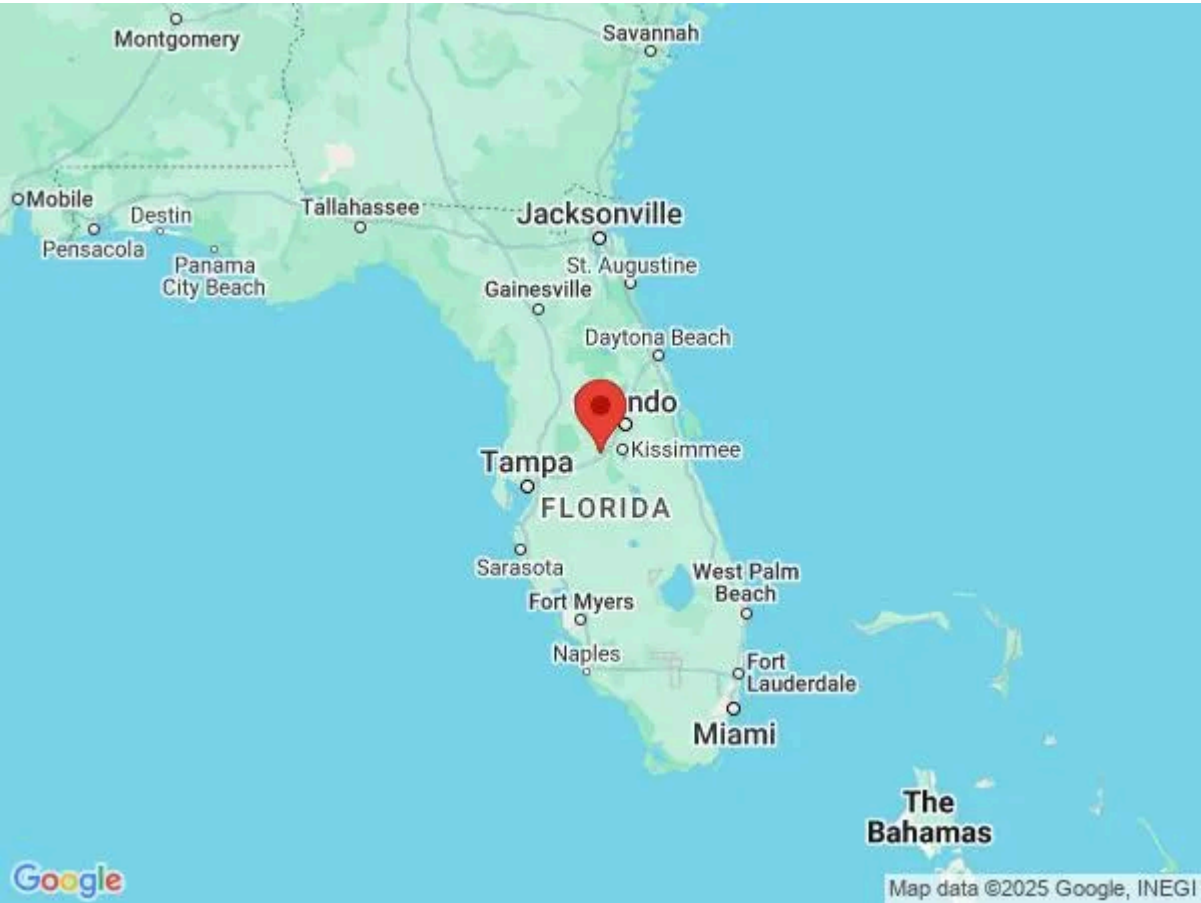 Savannah
Montgomery
Mobile
Destin
Tallahassee
Jacksonville
Pensacola
Panama
City Beach
St. Augustine
Gainesville
Daytona Beach
ndo
Kissimmee
Tampa
FLORIDA
Sarasota
West Palm
Beach
Fort Myers
Naples
Fort
Lauderdale
Miami
The
Bahamas
Google
Map data ©2025 Google, INEGI